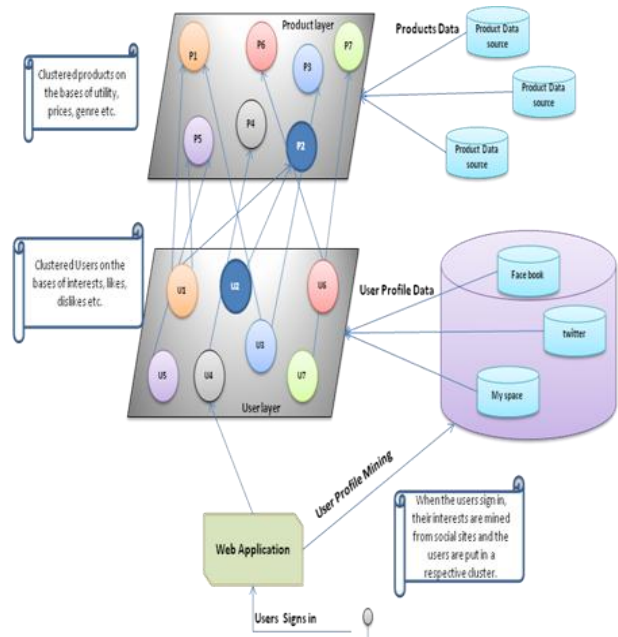 Product layer
P1
P6
P3
P7
P4
P5
P2
Products Data
Product Data
source
Product Data
source
Product Data
source
Clustered products on
the bases of utility,
prices, genre etc.
Clustered Users on the
bases of interests, likes,
dislikes etc.
U1
U2
U6
U3
U5
U4
U7
User layer
User Profile Data
Face book
twitter
My space
User Profile Mining
When the users sign in,
their interests are mined
from social sites and the
users are put in a
respective cluster.
Web Application
Users Signs in